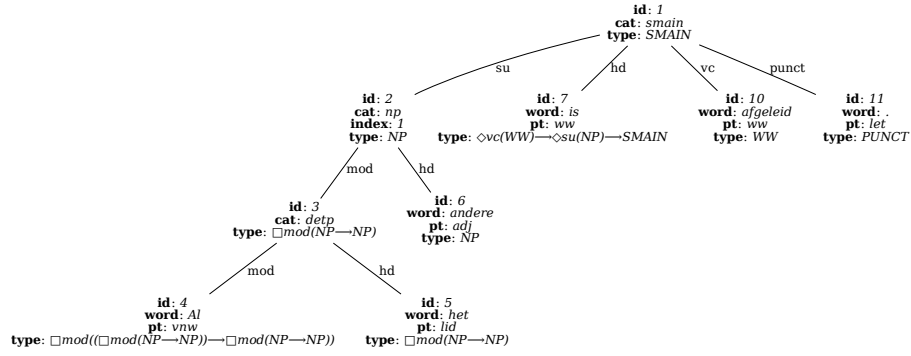 id: 1
cat: smain
type: SMAIN
su
hd
vc
punct
id: 2
cat: np
index: 1
type: NP
id: 7
word: is
pt: ww
type: ◇vc(WW)⟶◇su(NP)⟶SMAIN
id: 10
word: afgeleid
pt: ww
type: WW
id: 11
word: .
pt: let
type: PUNCT
mod
hd
id: 3
cat: detp
type: □mod(NP⟶NP)
id: 6
word: andere
pt: adj
type: NP
mod
hd
id: 4
word: Al
pt: vnw
type: □mod((□mod(NP⟶NP))⟶□mod(NP⟶NP))
id: 5
word: het
pt: lid
type: □mod(NP⟶NP)